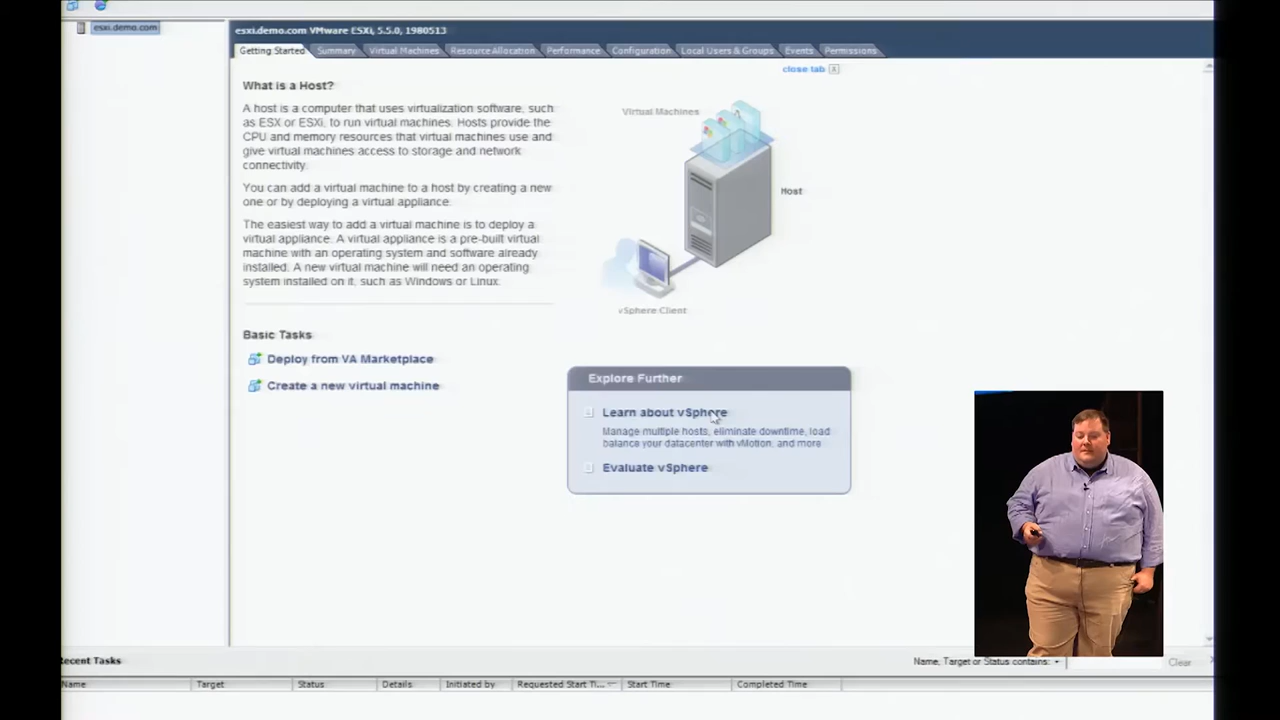 esxi.demo.com
esxi.demo.com VMware ESXi, 5.5.0, 1980513
Getting Started Summary Virtual Machines Resource Allocation Performance Configuration Local Users & Groups Events Permissions
close tab
What is a Host?
A host is a computer that uses virtualization software, such
as ESX or ESXi, to run virtual machines. Hosts provide the
CPU and memory resources that virtual machines use and
give virtual machines access to storage and network
connectivity.
You can add a virtual machine to a host by creating a new
one or by deploying a virtual appliance.
The easiest way to add a virtual machine is to deploy a
virtual appliance. A virtual appliance is a pre-built virtual
machine with an operating system and software already
installed. A new virtual machine will need an operating
system installed on it, such as Windows or Linux.
Virtual Machines
Host
vSphere Client
Basic Tasks
Deploy from VA Marketplace
Create a new virtual machine
Explore Further
Learn about vSphere
Manage multiple hosts, eliminate downtime, load
balance your datacenter with vMotion, and more
Evaluate vSphere
ecent Tasks
Name, Target or Status contains:
Clear
Name Target Status Details Initiated by Requested Start Ti... Start Time Completed Time